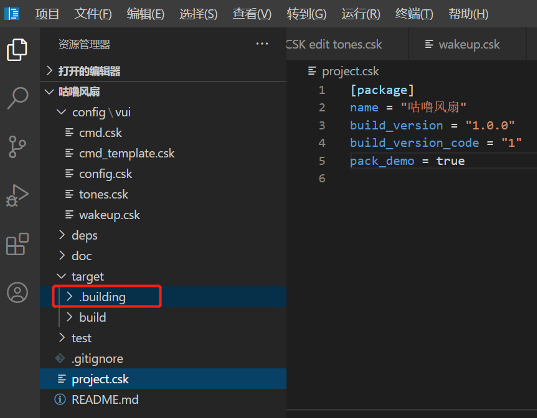 项目 文件(F) 编辑(E) 选择(S) 查看(V) 转到(G) 运行(R) 终端(T) 帮助(H)
资源管理器 ···
CSK edit tones.csk wakeup.csk
打开的编辑器
咕噜风扇
config\vui
cmd.csk
cmd_template.csk
config.csk
tones.csk
wakeup.csk
deps
doc
target
.building
build
test
.gitignore
project.csk
README.md
project.csk
1 [package]
2 name = "咕噜风扇"
3 build_version = "1.0.0"
4 build_version_code = "1"
5 pack_demo = true
6